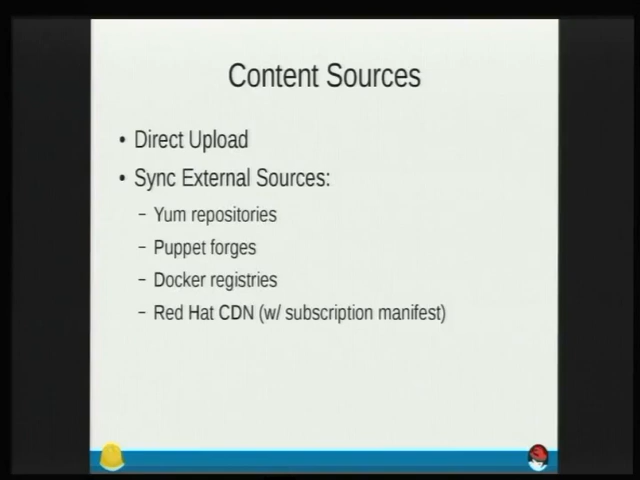 Content Sources
• Direct Upload
• Sync External Sources:
– Yum repositories
– Puppet forges
– Docker registries
– Red Hat CDN (w/ subscription manifest)